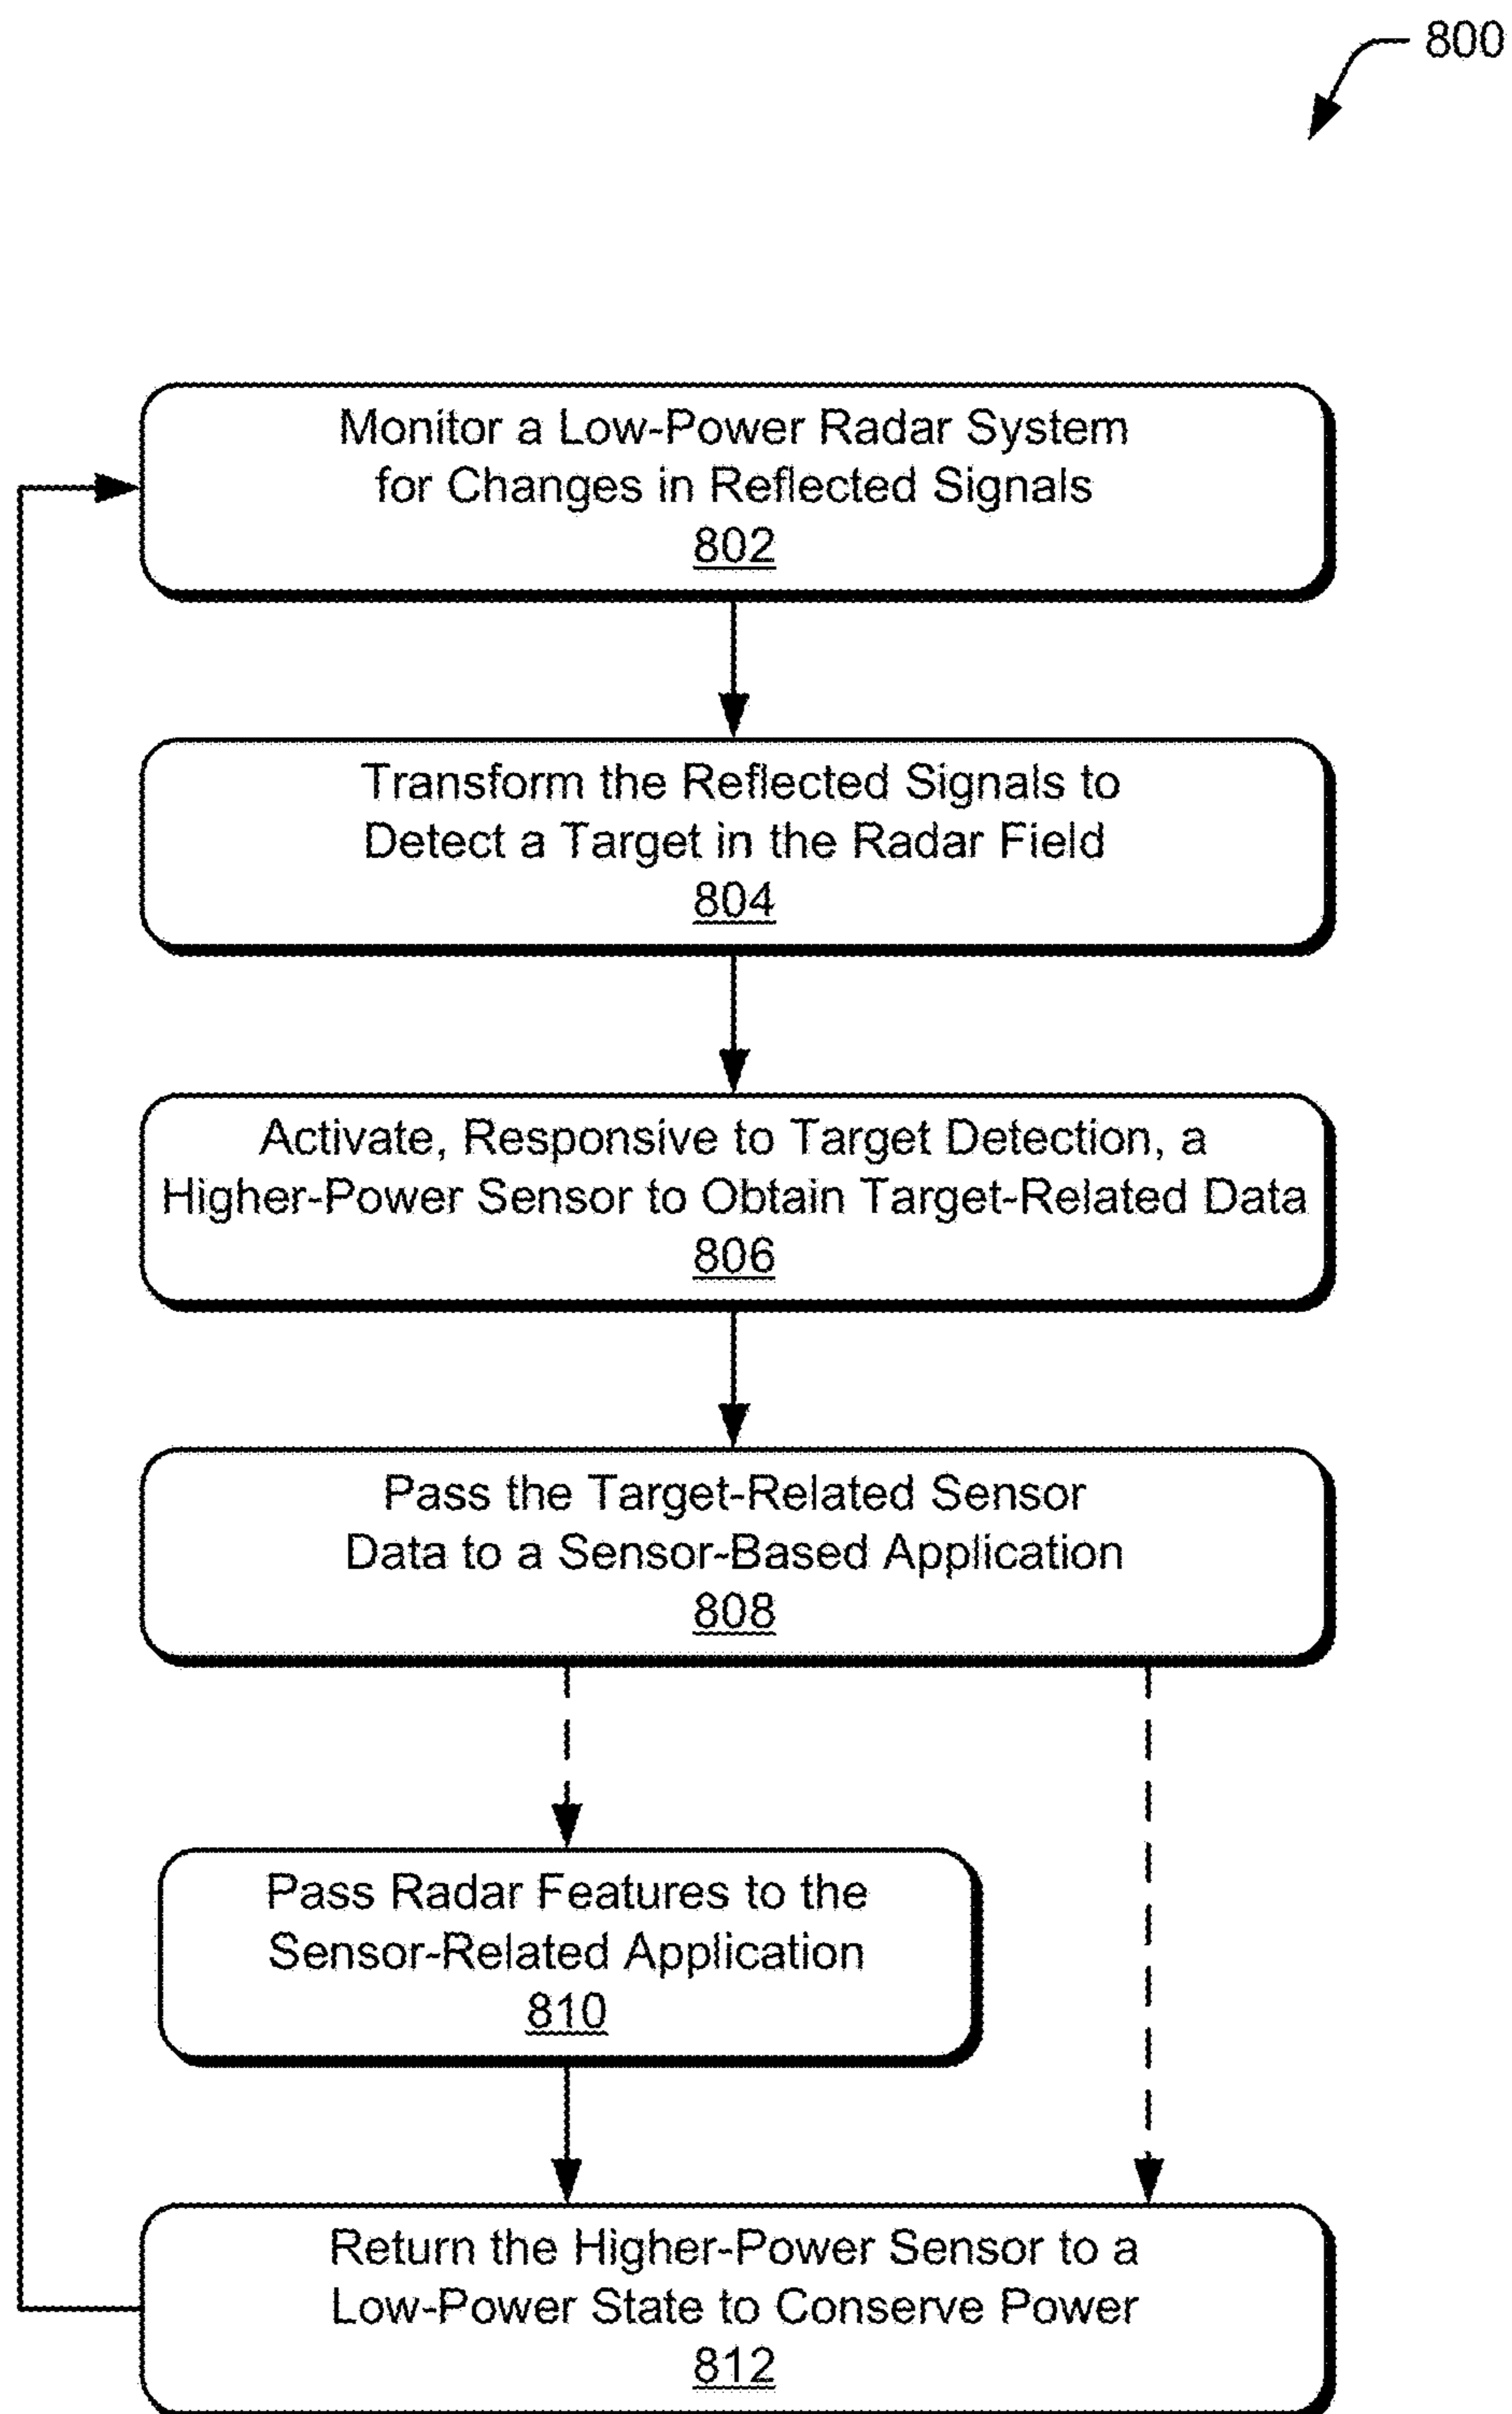 800
Monitor a Low-Power Radar System
for Changes in Reflected Signals
802
Transform the Reflected Signals to
Detect a Target in the Radar Field
804
Activate, Responsive to Target Detection, a
Higher-Power Sensor to Obtain Target-Related Data
806
Pass the Target-Related Sensor
Data to a Sensor-Based Application
808
Pass Radar Features to the
Sensor-Related Application
810
Return the Higher-Power Sensor to a
Low-Power State to Conserve Power
812